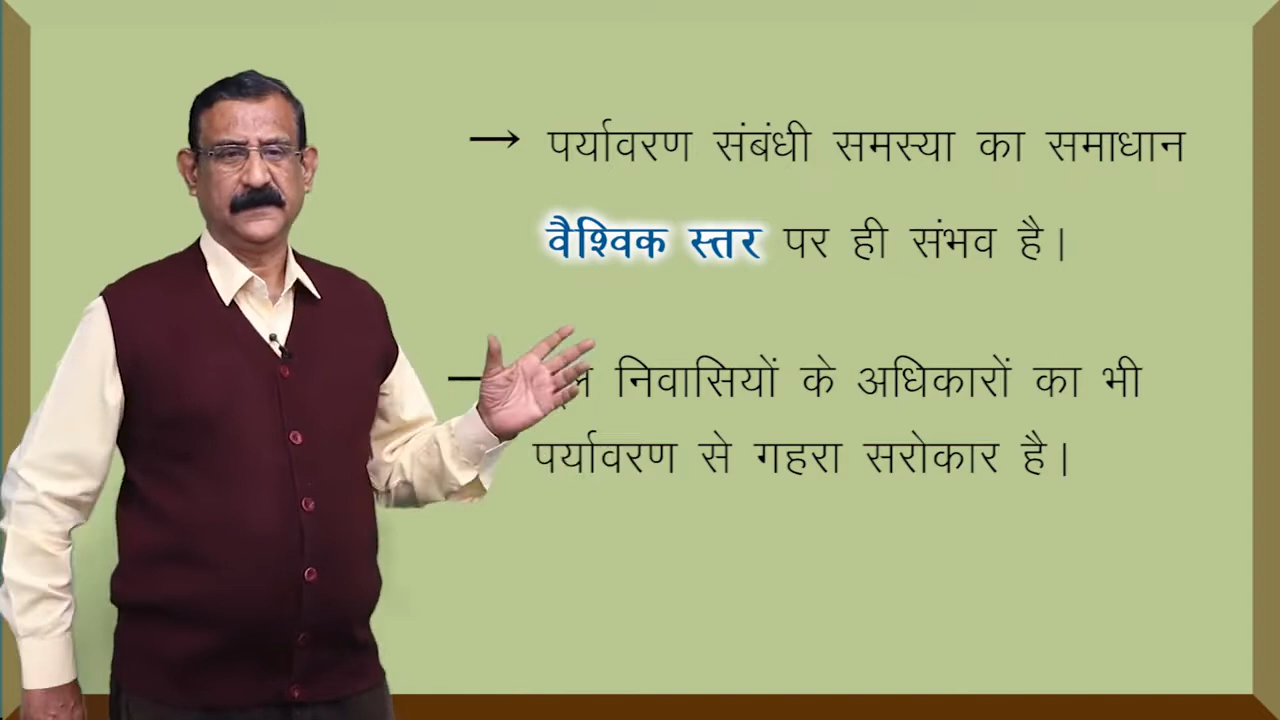 → पर्यावरण संबंधी समस्या का समाधान
वैश्विक स्तर पर ही संभव है।
निवासियों के अधिकारों का भी
पर्यावरण से गहरा सरोकार है।